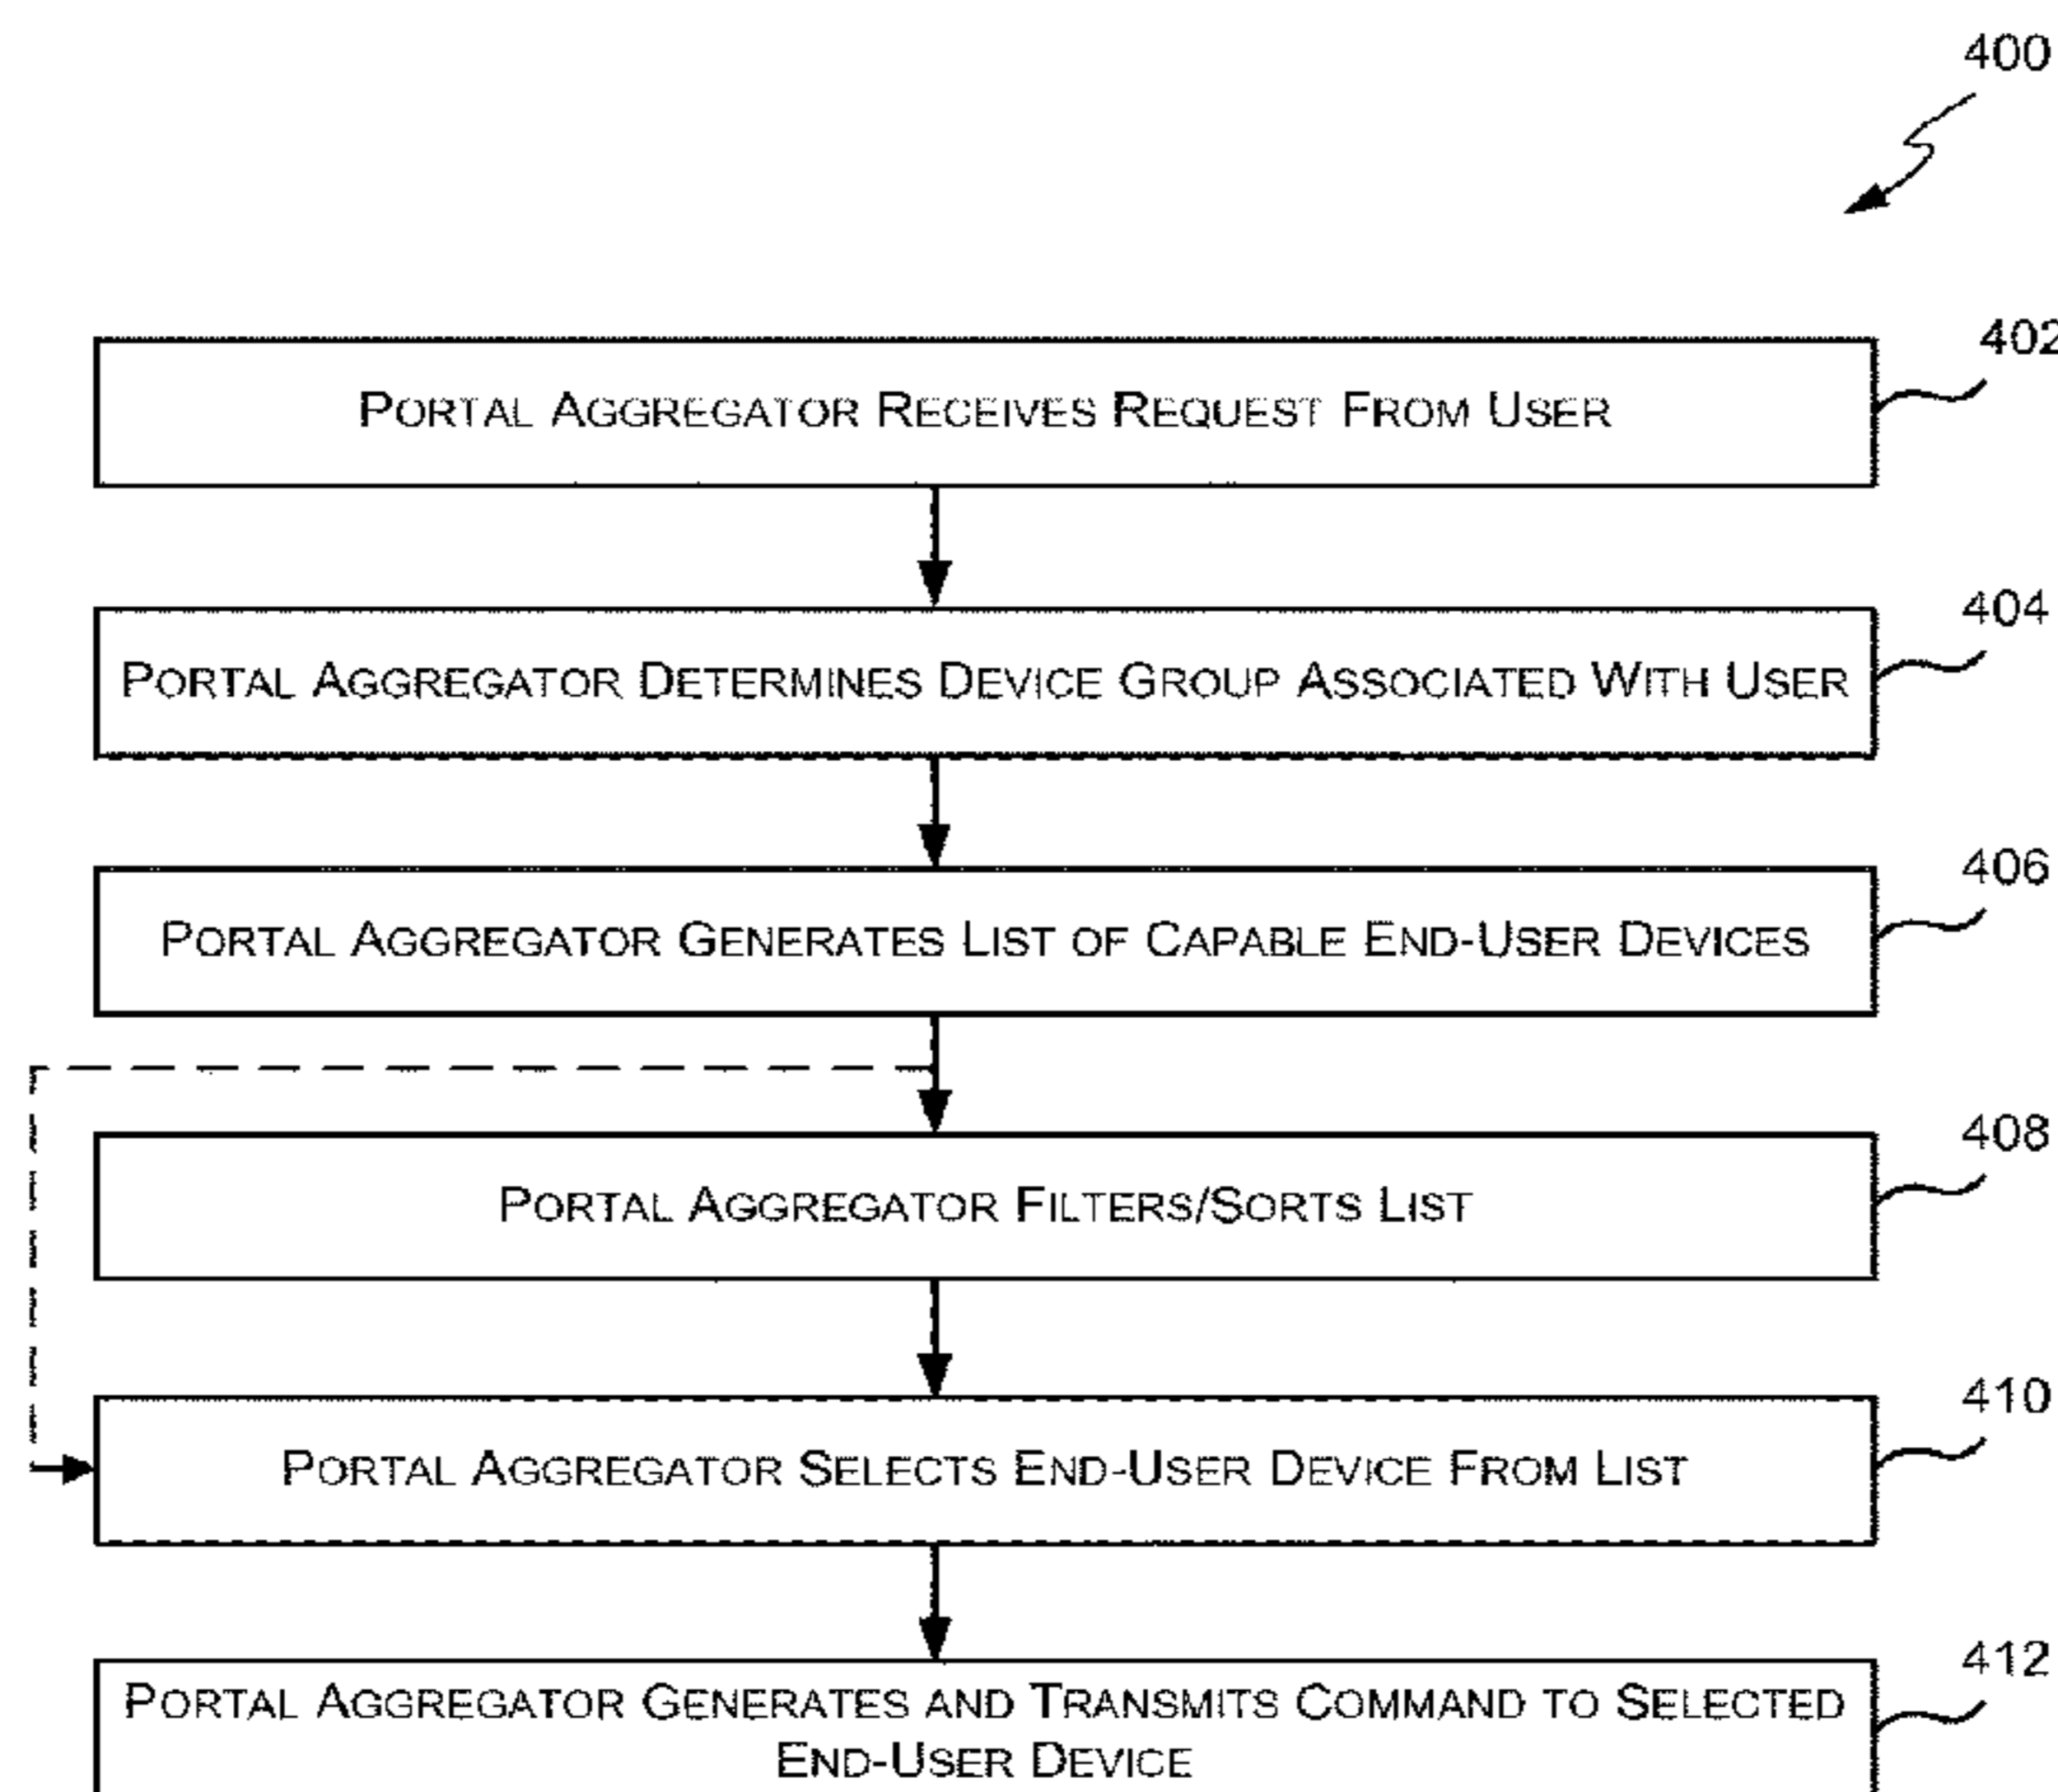 400
402
PORTAL AGGREGATOR RECEIVES REQUEST FROM USER
404
PORTAL AGGREGATOR DETERMINES DEVICE GROUP ASSOCIATED WITH USER
406
PORTAL AGGREGATOR GENERATES LIST OF CAPABLE END-USER DEVICES
408
PORTAL AGGREGATOR FILTERS/SORTS LIST
410
PORTAL AGGREGATOR SELECTS END-USER DEVICE FROM LIST
412
PORTAL AGGREGATOR GENERATES AND TRANSMITS COMMAND TO SELECTED
END-USER DEVICE